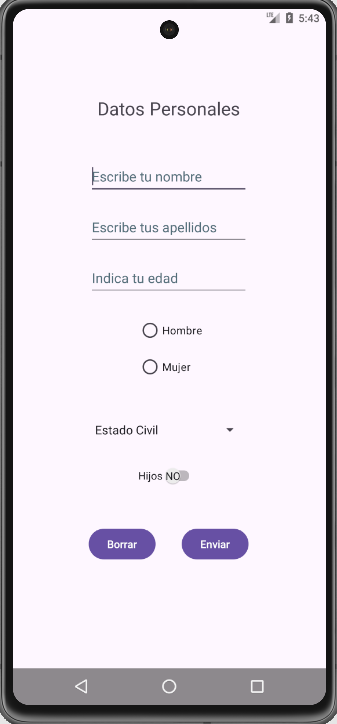 LTE 5:43
Datos Personales
Escribe tu nombre
Escribe tus apellidos
Indica tu edad
Hombre
Mujer
Estado Civil
Hijos NO
Borrar Enviar